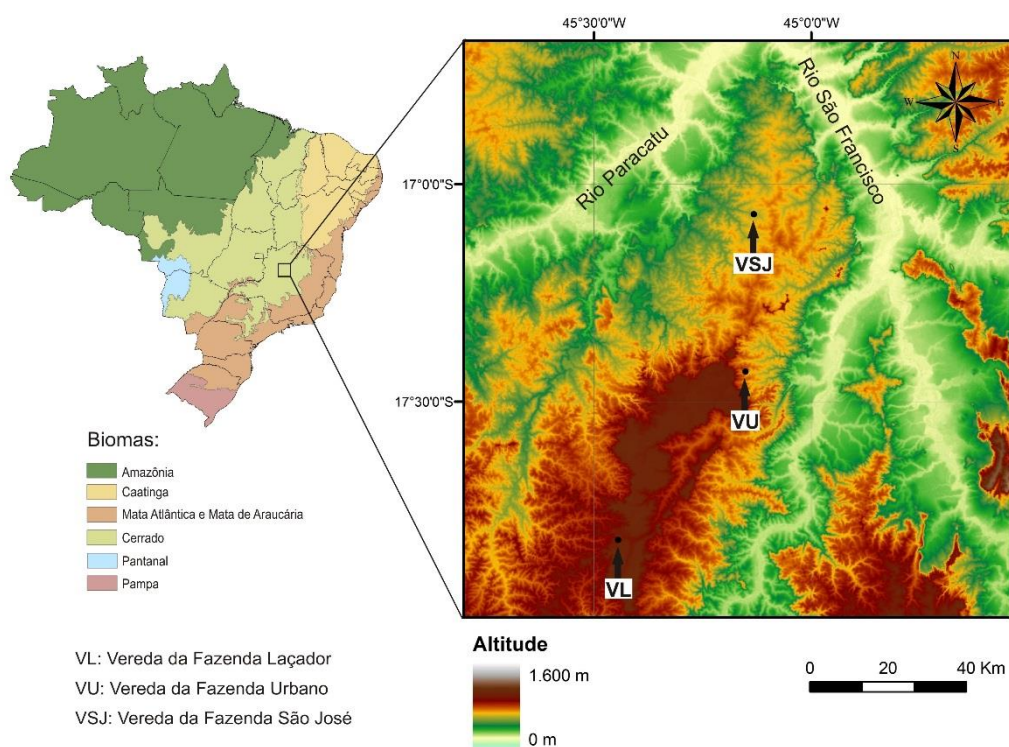 45°30'0"W
45°0'0"W
17°0'0"S
17°30'0"S
Rio Paracatu
Rio São Francisco
N
W
E
S
VSJ
VU
VL
Biomas:
Amazônia
Caatinga
Mata Atlântica e Mata de Araucária
Cerrado
Pantanal
Pampa
VL: Vereda da Fazenda Laçador
VU: Vereda da Fazenda Urbano
VSJ: Vereda da Fazenda São José
Altitude
1.600 m
0 m
0 20 40 Km